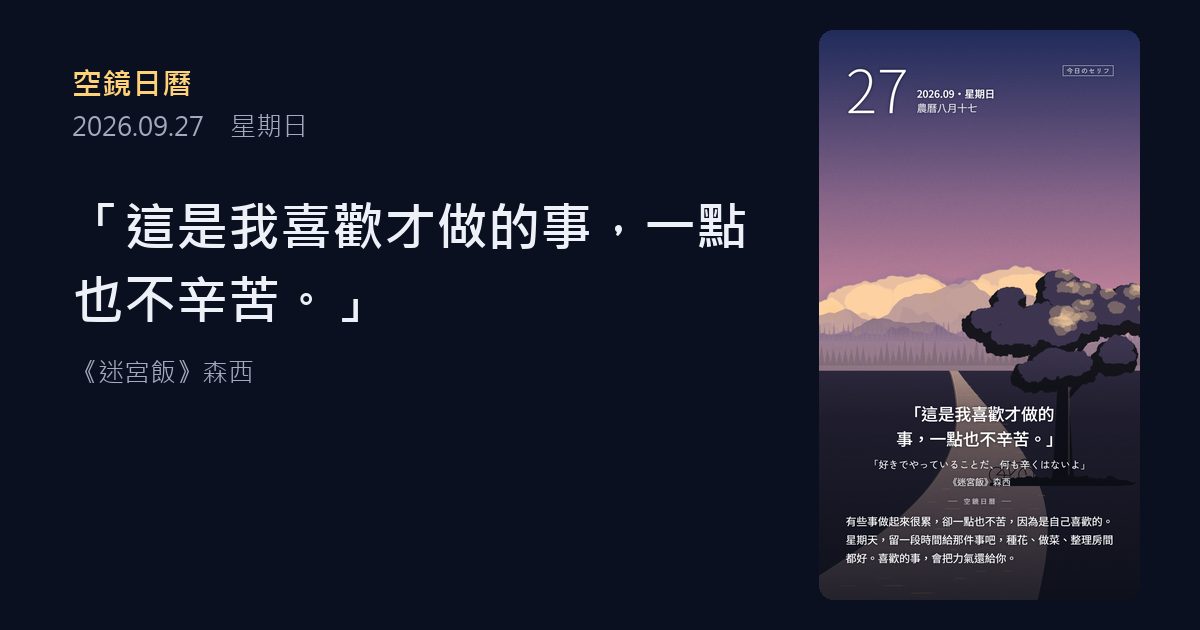 空鏡日曆
2026.09.27 星期日
「這是我喜歡才做的事，一點
也不辛苦。」
《迷宮飯》森西
27
2026.09・星期日
農曆八月十七
今日のセリフ
「這是我喜歡才做的
事，一點也不辛苦。」
「好きでやっていることだ、何も辛くはないよ」
《迷宮飯》森西
— 空鏡日曆 —
有些事做起來很累，卻一點也不苦，因為是自己喜歡的。
星期天，留一段時間給那件事吧，種花、做菜、整理房間
都好。喜歡的事，會把力氣還給你。